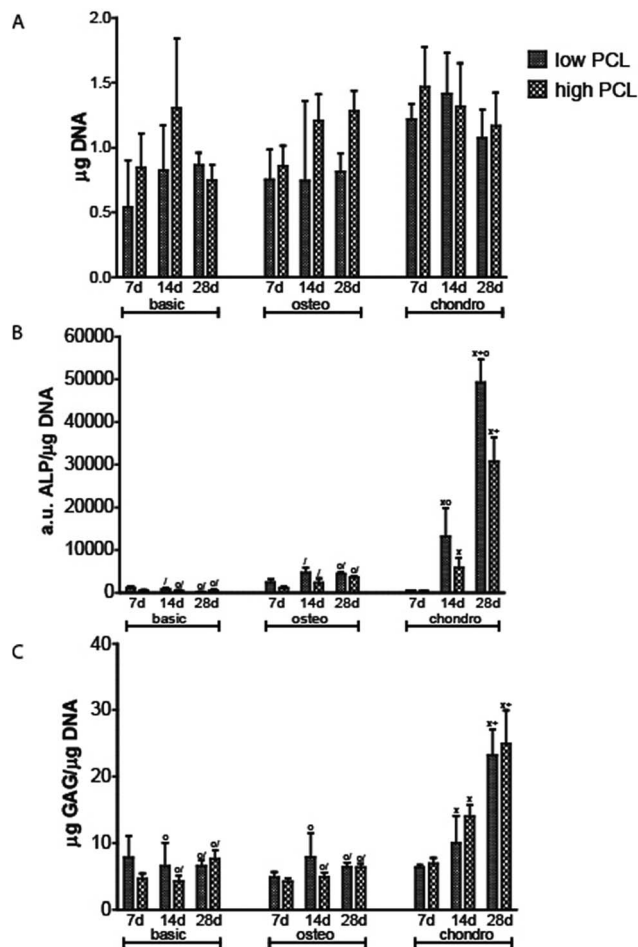 A
2.0
1.5
1.0
0.5
0.0
µg DNA
low PCL
high PCL
7d 14d 28d 7d 14d 28d 7d 14d 28d
basic osteo chondro
B
60000
50000
40000
30000
20000
10000
0
a.u. ALP/µg DNA
x+o
x+
xo
x
/ o/ o/ o/ / / o/ o/
7d 14d 28d 7d 14d 28d 7d 14d 28d
basic osteo chondro
C
40
30
20
10
0
µg GAG/µg DNA
x+ x+
x x
o o/ o/ o/ o o/ o/ o/
7d 14d 28d 7d 14d 28d 7d 14d 28d
basic osteo chondro